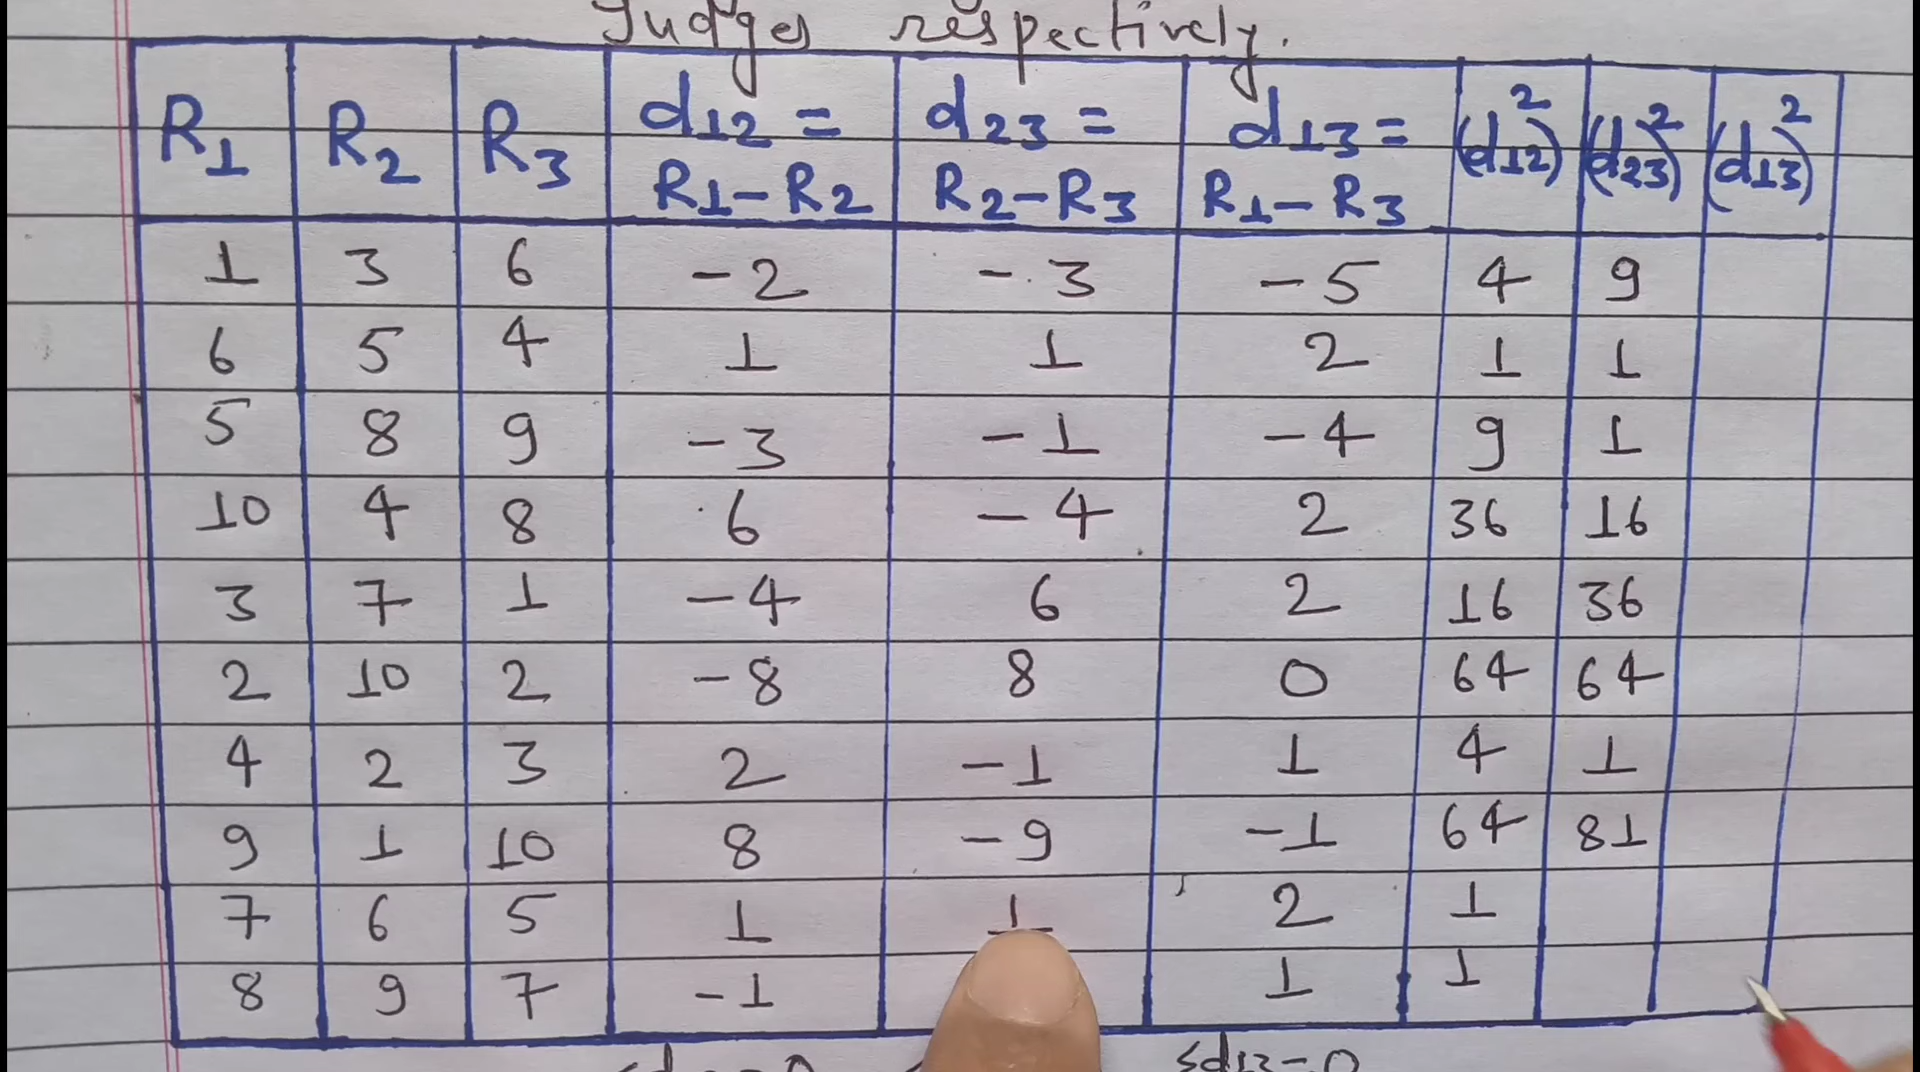 Judges respectively.
R1 R2 R3 d12 = R1-R2 d23 = R2-R3 d13 = R1-R3 (d12)² (d23)² (d13)²
1 3 6 -2 -3 -5 4 9
6 5 4 1 1 2 1 1
5 8 9 -3 -1 -4 9 1
10 4 8 6 -4 2 36 16
3 7 1 -4 6 2 16 36
2 10 2 -8 8 0 64 64
4 2 3 2 -1 1 4 1
9 1 10 8 -9 -1 64 81
7 6 5 1 1 2 1
8 9 7 -1 1 1